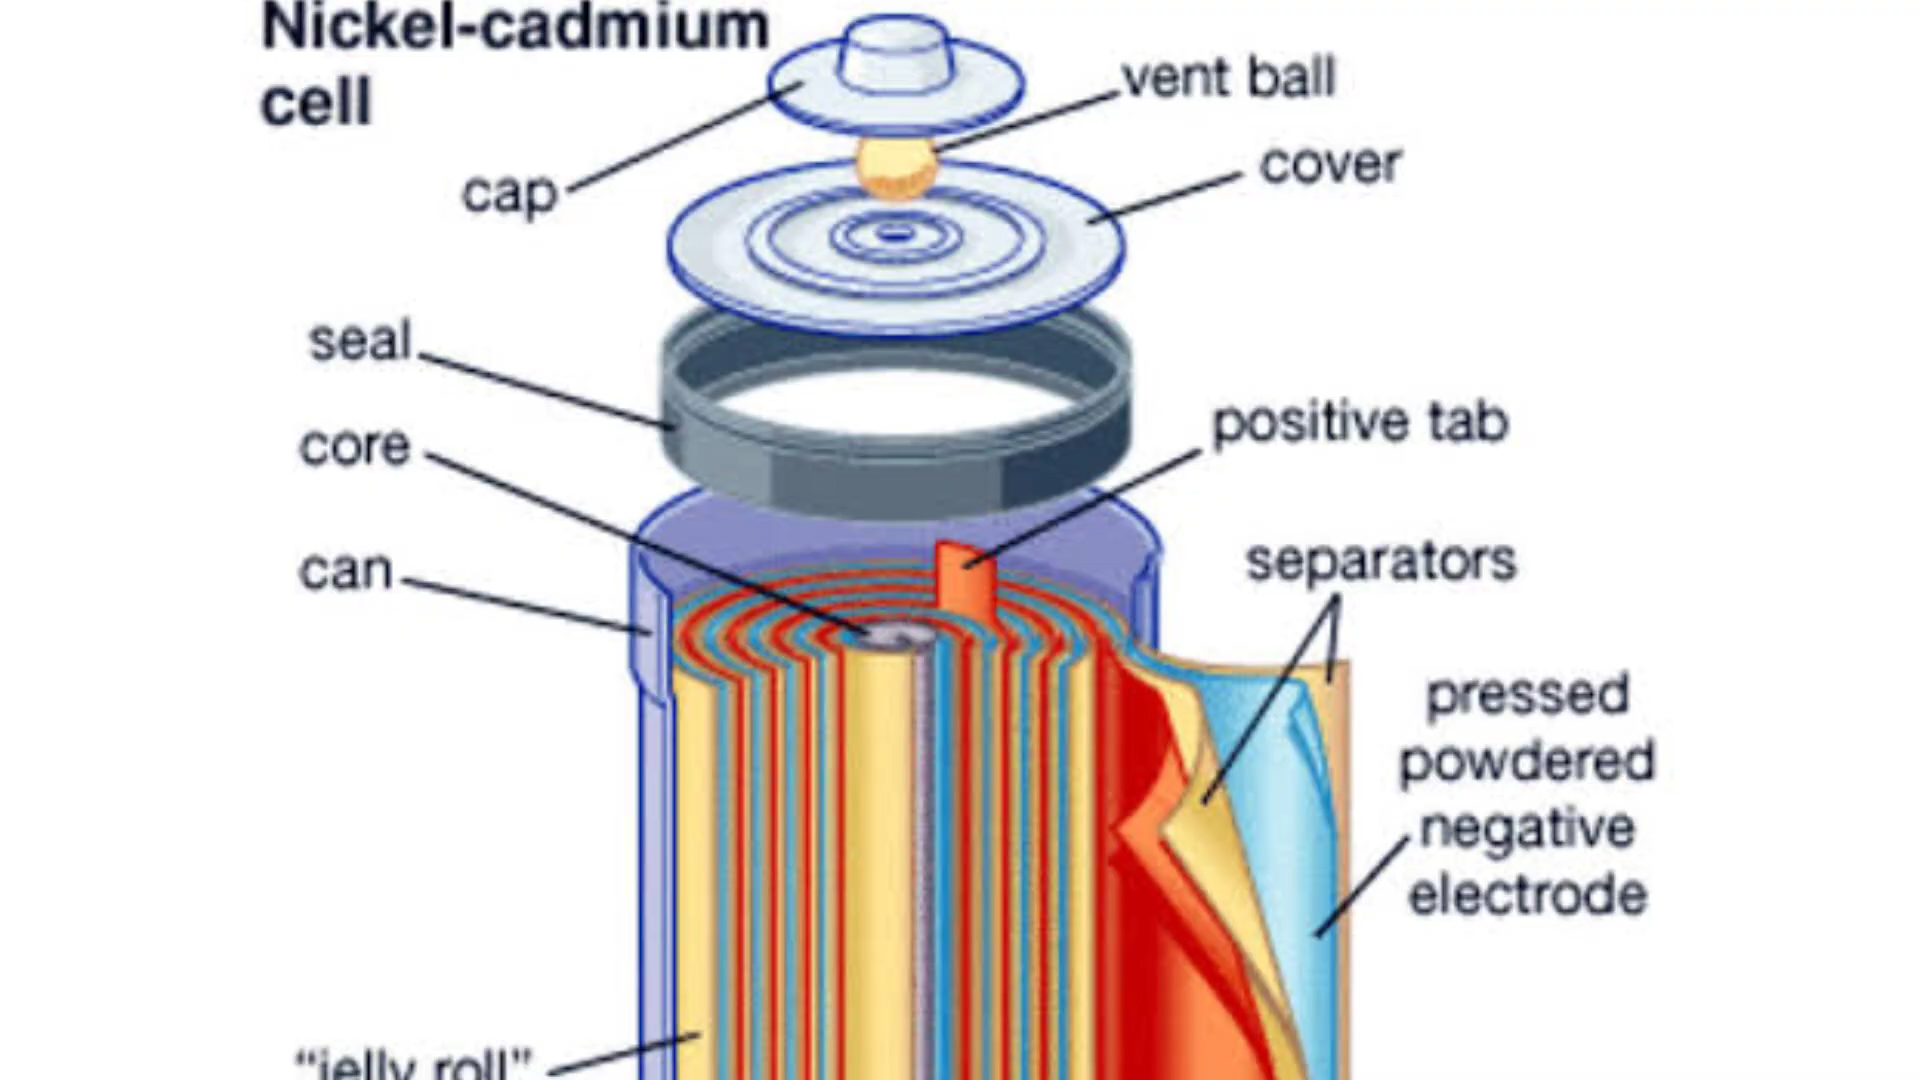 Nickel-cadmium
cell
vent ball
cover
cap
seal
core
positive tab
can
separators
pressed
powdered
negative
electrode
“jelly roll”